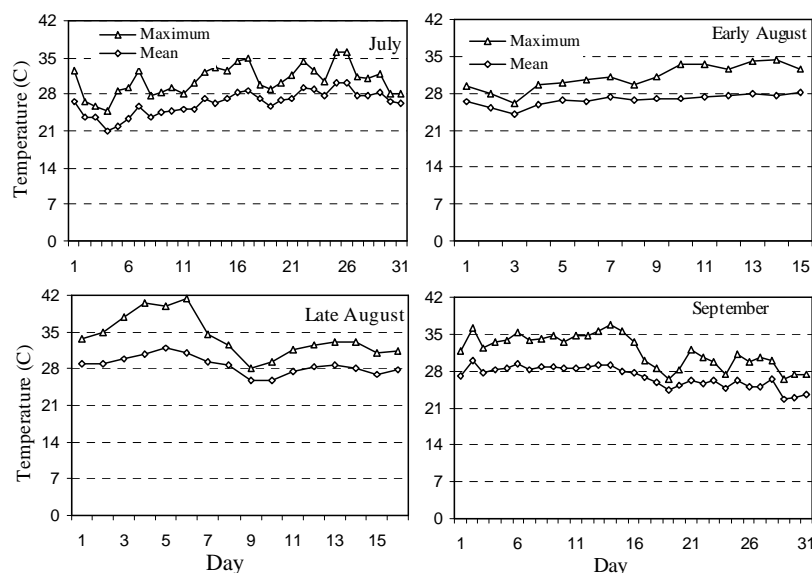 Temperature (C)
42
35
28
21
14
7
0
Maximum
Mean
July
1 6 11 16 21 26 31
42
35
28
21
14
7
0
Maximum
Mean
Early August
1 3 5 7 9 11 13 15
Temperature (C)
42
35
28
21
14
7
0
Late August
1 3 5 7 9 11 13 15
Day
42
35
28
21
14
7
0
September
1 6 11 16 21 26 31
Day